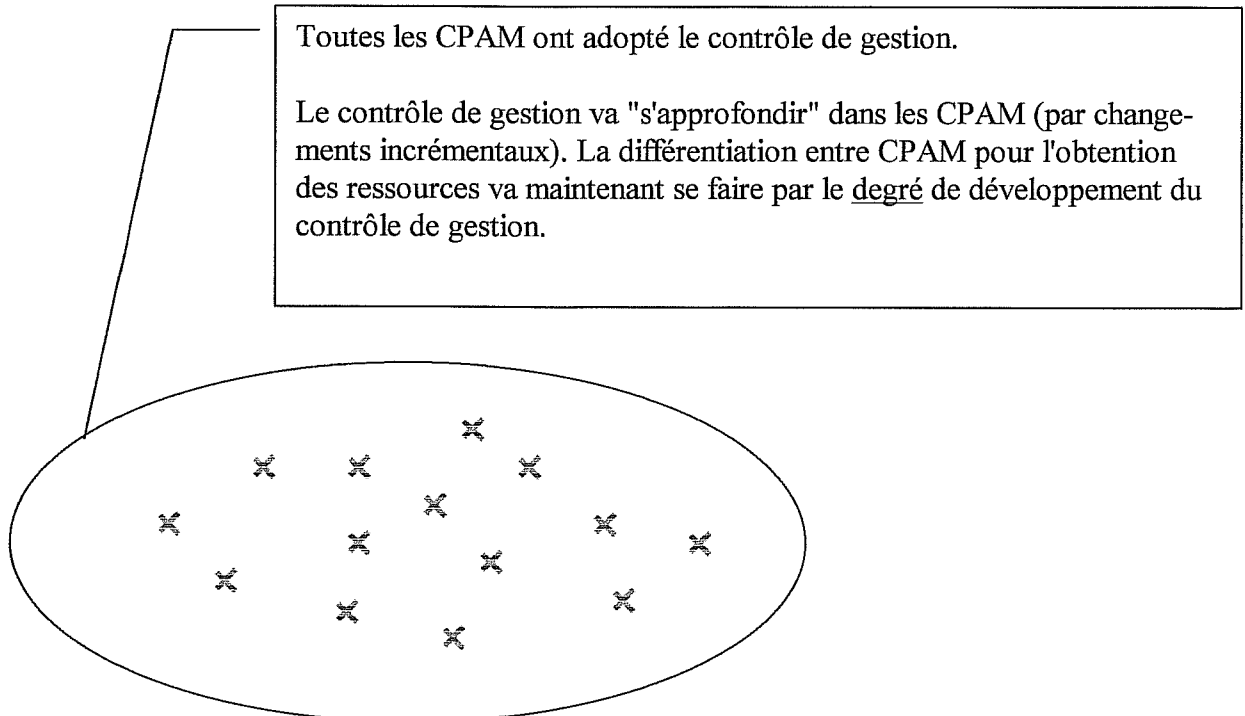 Toutes les CPAM ont adopté le contrôle de gestion.
Le contrôle de gestion va "s'approfondir" dans les CPAM (par change-
ments incrémentaux). La différentiation entre CPAM pour l'obtention
des ressources va maintenant se faire par le degré de développement du
contrôle de gestion.